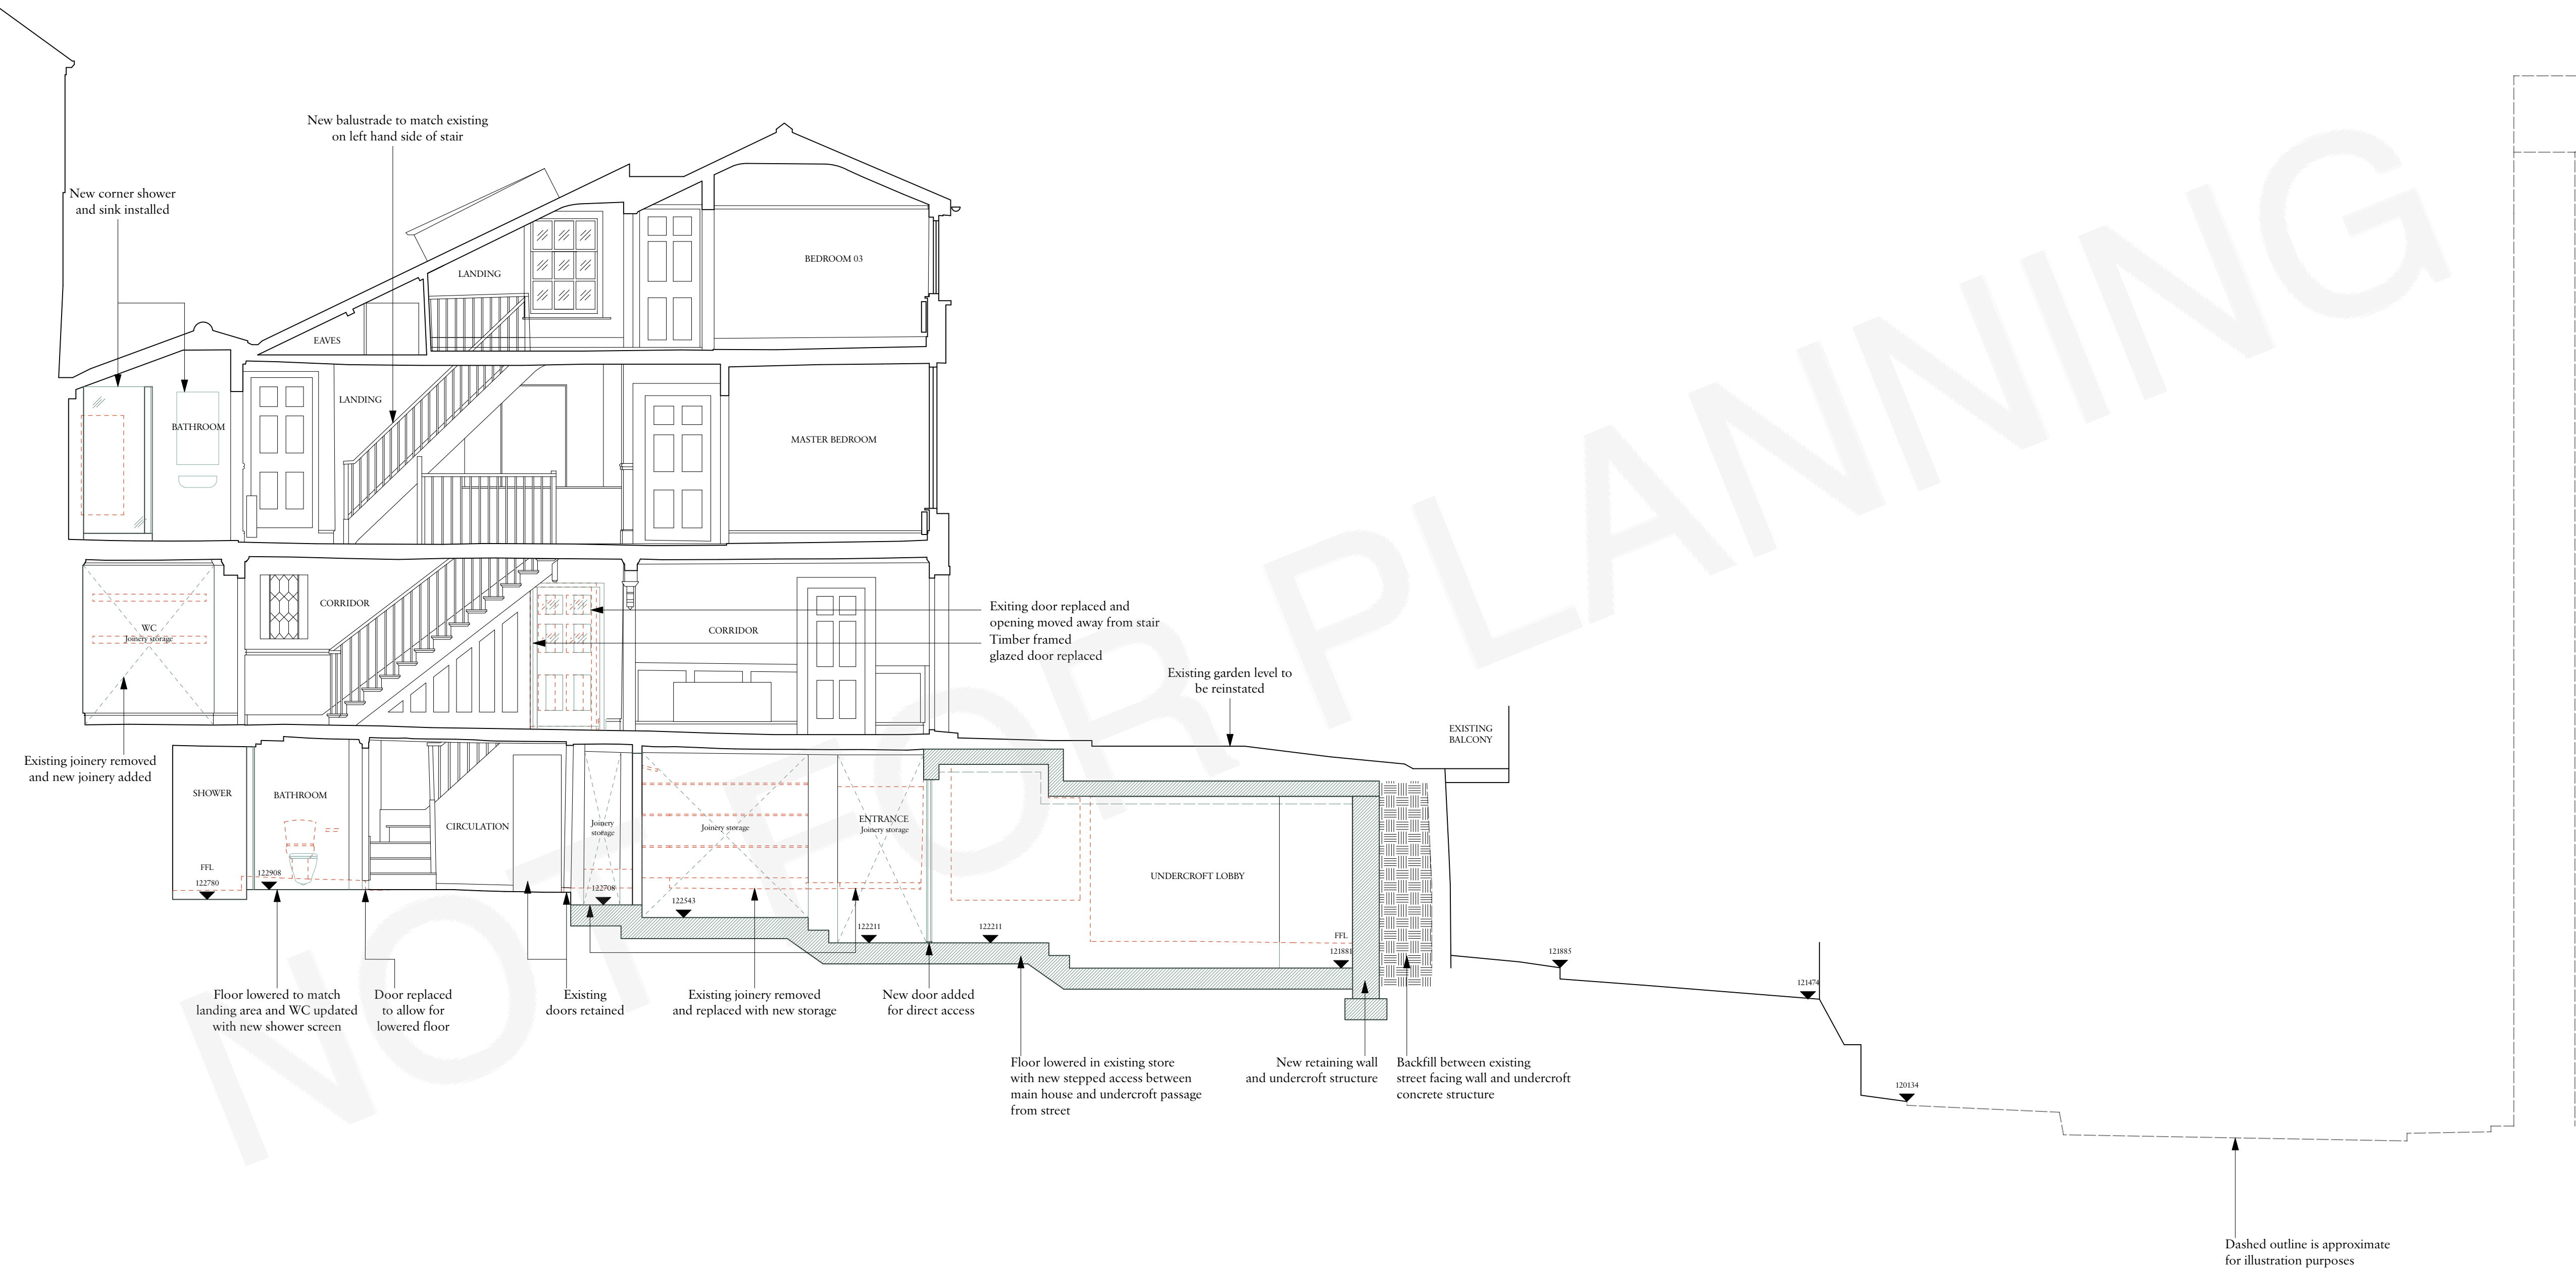 New balustrade to match existing
on left hand side of stair
New corner shower
and sink installed
LANDING
BEDROOM 03
EAVES
LANDING
BATHROOM
MASTER BEDROOM
CORRIDOR
WC
Joinery storage
CORRIDOR
Exiting door replaced and
opening moved away from stair
Timber framed
glazed door replaced
Existing garden level to
be reinstated
EXISTING
BALCONY
Existing joinery removed
and new joinery added
SHOWER
BATHROOM
CIRCULATION
Joinery
storage
Joinery storage
ENTRANCE
Joinery storage
UNDERCROFT LOBBY
FFL
122780
122908
122708
122543
122211
122211
FFL
121881
121885
121474
120134
Floor lowered to match
landing area and WC updated
with new shower screen
Door replaced
to allow for
lowered floor
Existing
doors retained
Existing joinery removed
and replaced with new storage
New door added
for direct access
Floor lowered in existing store
with new stepped access between
main house and undercroft passage
from street
New retaining wall
and undercroft structure
Backfill between existing
street facing wall and undercroft
concrete structure
Dashed outline is approximate
for illustration purposes
NOT FOR PLANNING